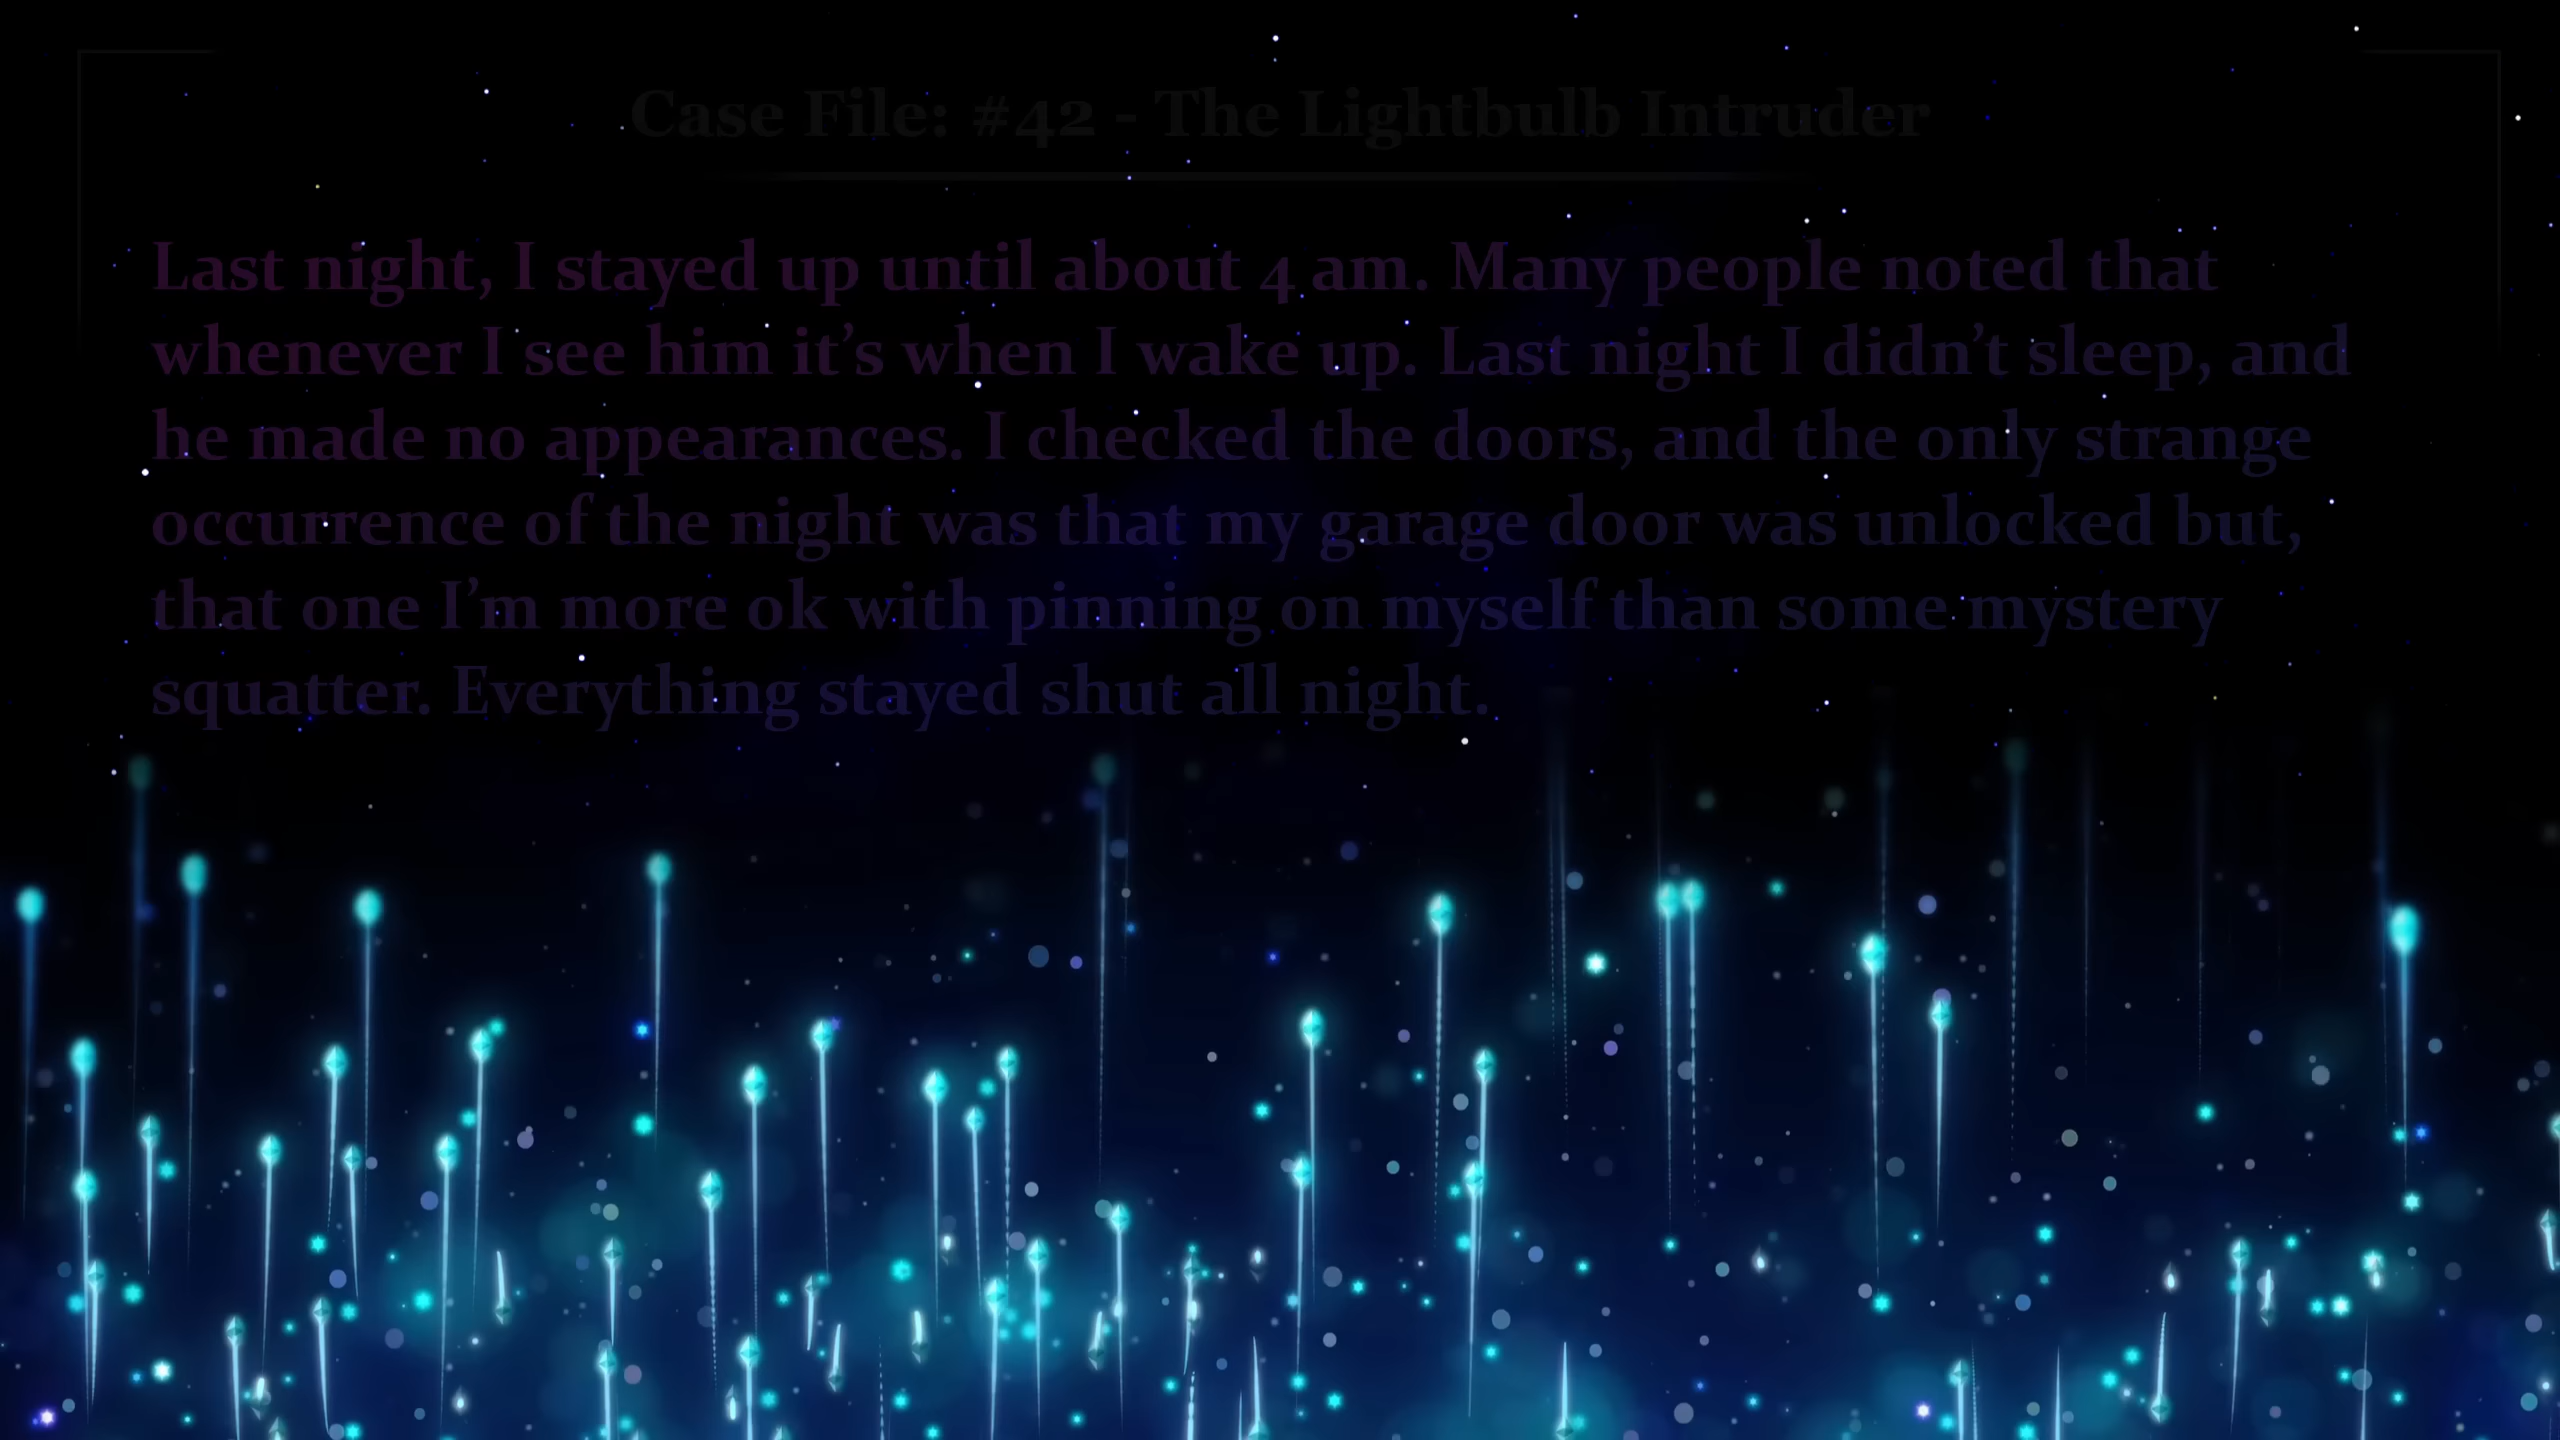 Case File: #42 - The Lightbulb Intruder
Last night, I stayed up until about 4 am. Many people noted that
whenever I see him it’s when I wake up. Last night I didn’t sleep, and
he made no appearances. I checked the doors, and the only strange
occurrence of the night was that my garage door was unlocked but,
that one I’m more ok with pinning on myself than some mystery
squatter. Everything stayed shut all night.